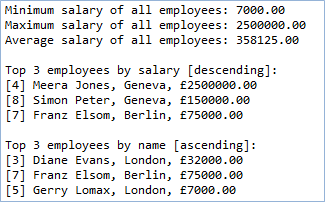 Minimum salary of all employees: 7000.00
Maximum salary of all employees: 2500000.00
Average salary of all employees: 358125.00
Top 3 employees by salary [descending]:
[4] Meera Jones, Geneva, £2500000.00
[8] Simon Peter, Geneva, £150000.00
[7] Franz Elsom, Berlin, £75000.00
Top 3 employees by name [ascending]:
[3] Diane Evans, London, £32000.00
[7] Franz Elsom, Berlin, £75000.00
[5] Gerry Lomax, London, £7000.00